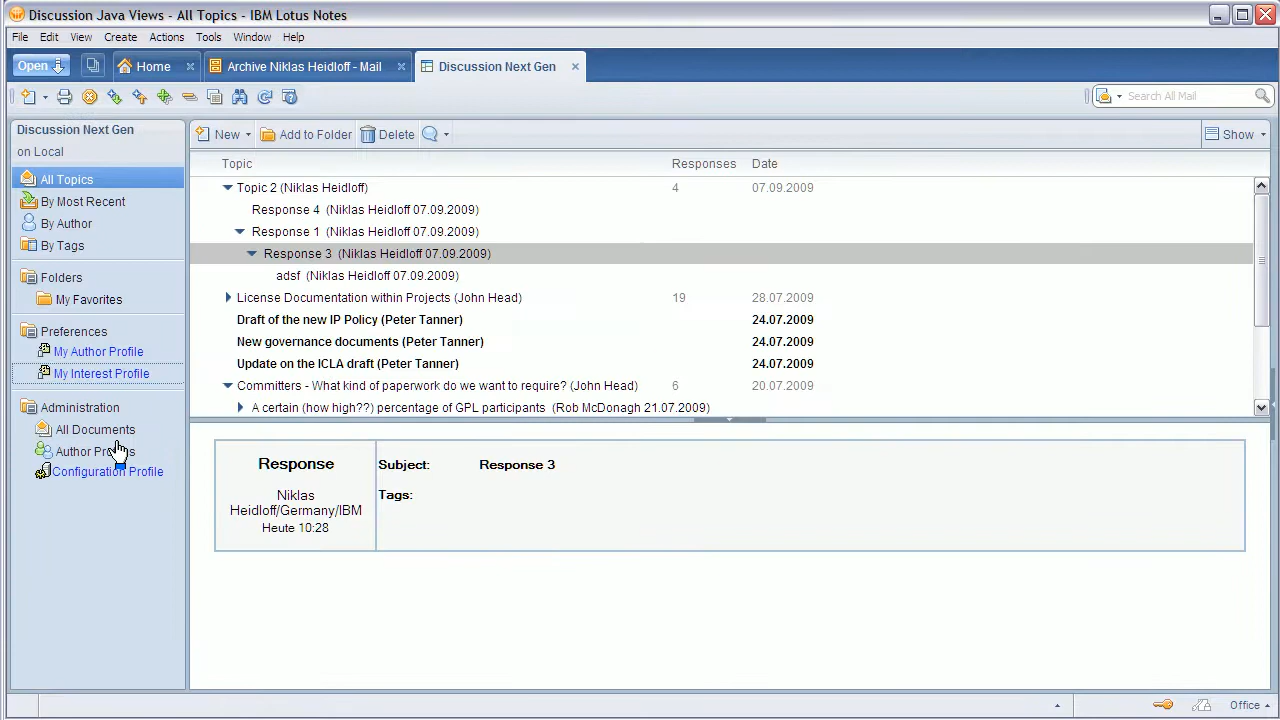 Discussion Java Views - All Topics - IBM Lotus Notes
File Edit View Create Actions Tools Window Help
Open Home Archive Niklas Heidloff - Mail Discussion Next Gen
Search All Mail
Discussion Next Gen
on Local
All Topics
By Most Recent
By Author
By Tags
Folders
My Favorites
Preferences
My Author Profile
My Interest Profile
Administration
All Documents
Author
Configuration Profile
New Add to Folder Delete Show
Topic Responses Date
Topic 2 (Niklas Heidloff) 4 07.09.2009
Response 4 (Niklas Heidloff 07.09.2009)
Response 1 (Niklas Heidloff 07.09.2009)
Response 3 (Niklas Heidloff 07.09.2009)
adsf (Niklas Heidloff 07.09.2009)
License Documentation within Projects (John Head) 19 28.07.2009
Draft of the new IP Policy (Peter Tanner) 24.07.2009
New governance documents (Peter Tanner) 24.07.2009
Update on the ICLA draft (Peter Tanner) 24.07.2009
Committers - What kind of paperwork do we want to require? (John Head) 6 20.07.2009
A certain (how high??) percentage of GPL participants (Rob McDonagh 21.07.2009)
Response
Niklas
Heidloff/Germany/IBM
Heute 10:28
Subject: Response 3
Tags:
Office